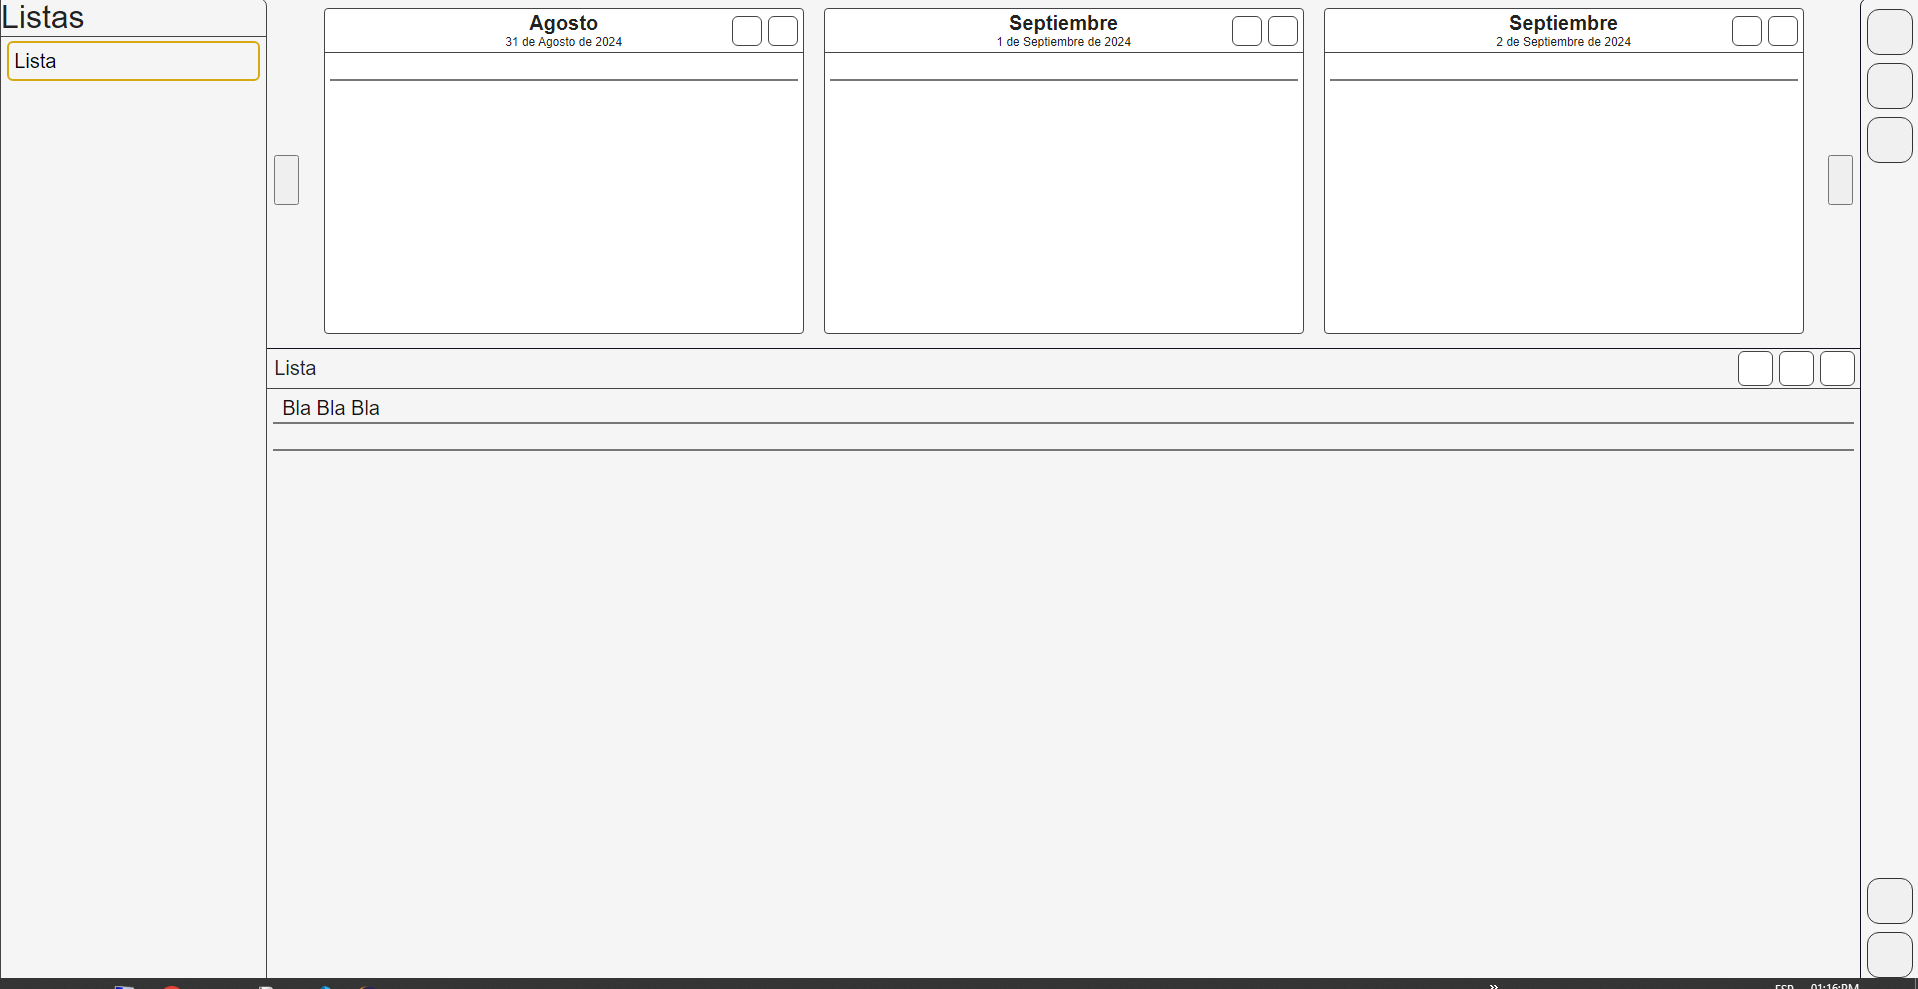 Listas
Lista
Agosto
31 de Agosto de 2024
Septiembre
1 de Septiembre de 2024
Septiembre
2 de Septiembre de 2024
Lista
Bla Bla Bla
ESP 01:16:PM